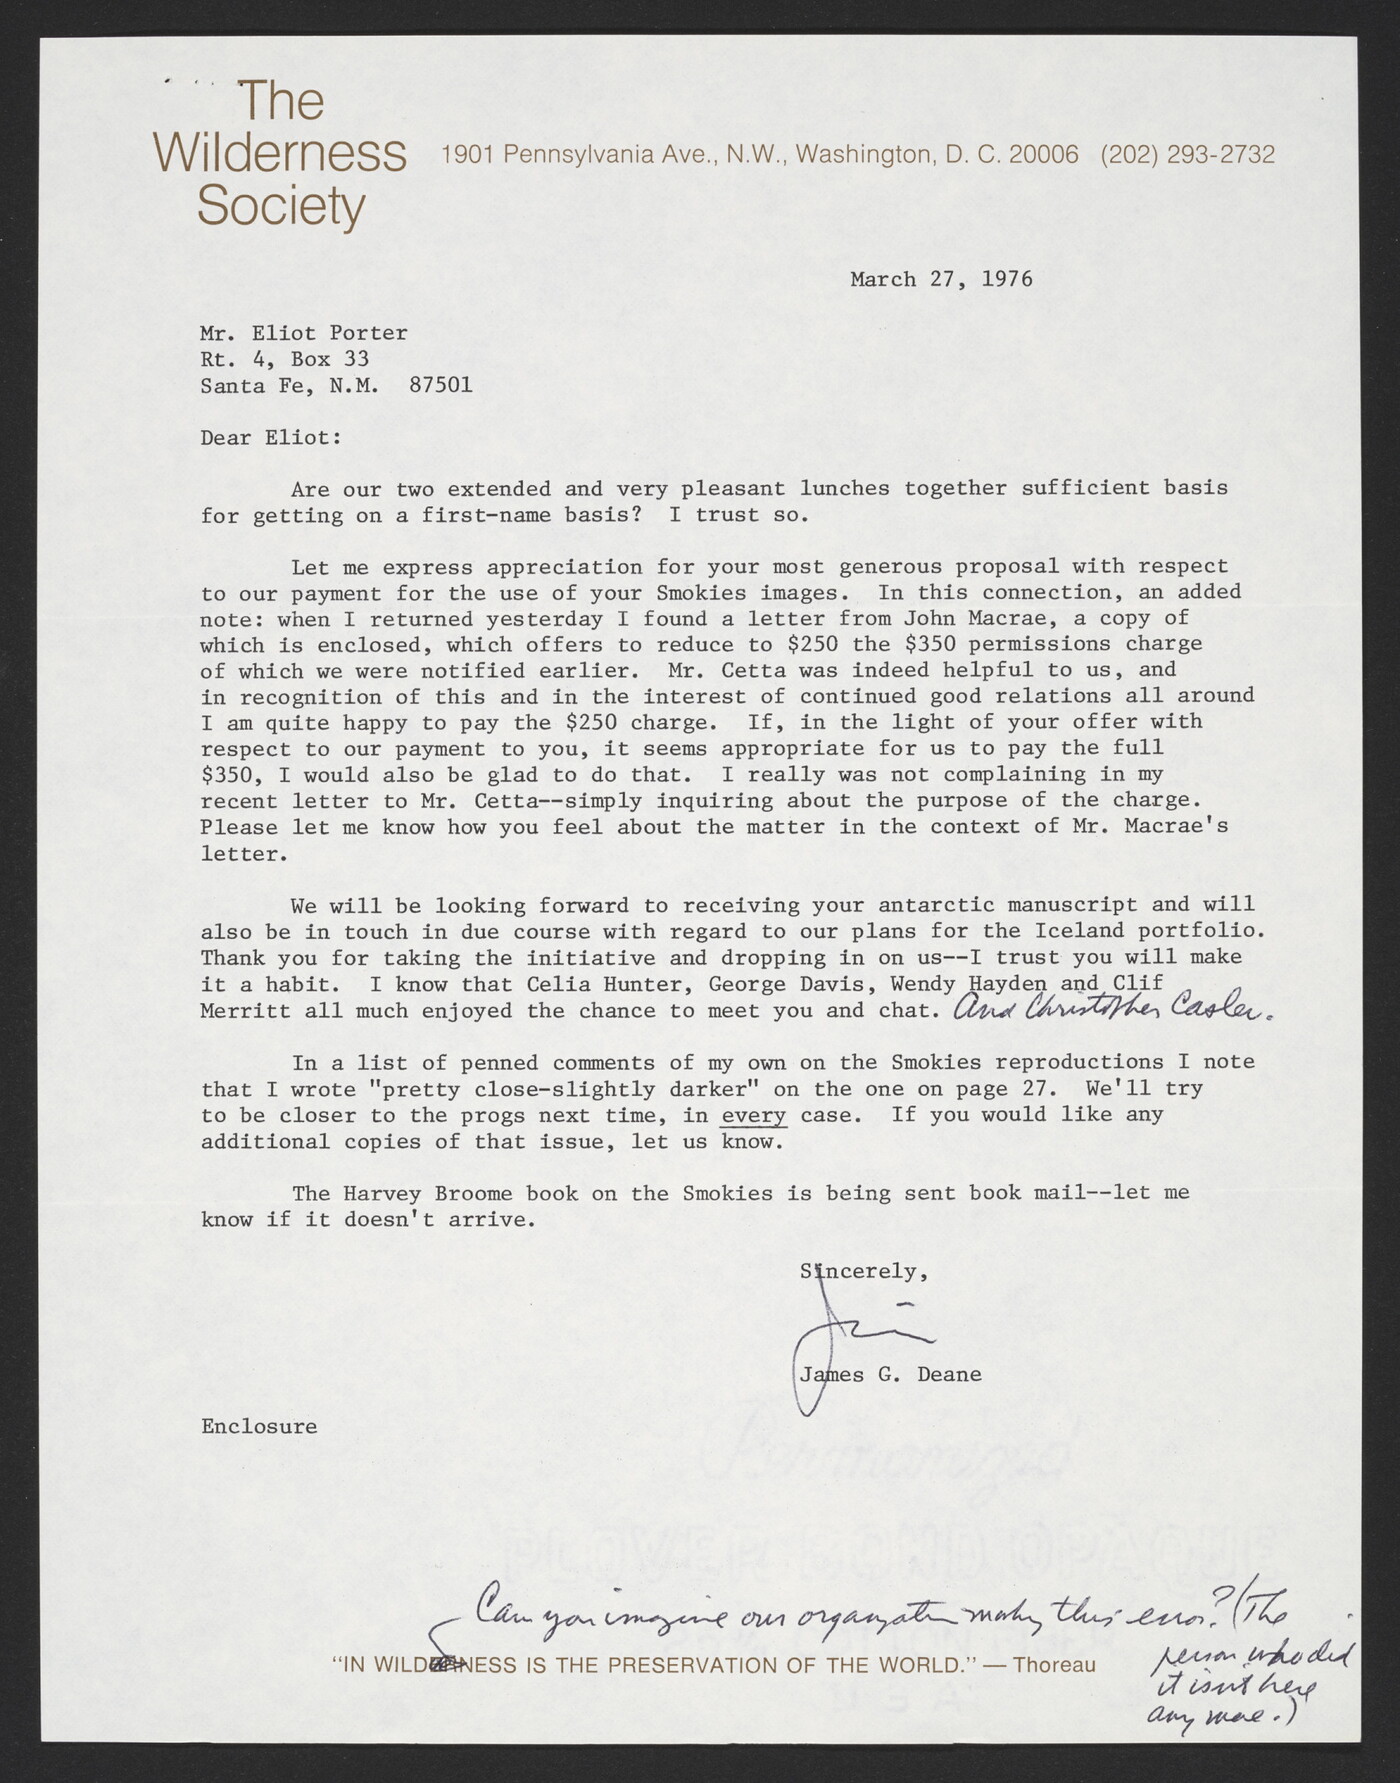 The
Wilderness
Society
1901 Pennsylvania Ave., N.W., Washington, D. C. 20006 (202) 293-2732
March 27, 1976
Mr. Eliot Porter
Rt. 4, Box 33
Santa Fe, N.M. 87501
Dear Eliot:
Are our two extended and very pleasant lunches together sufficient basis
for getting on a first-name basis? I trust so.
Let me express appreciation for your most generous proposal with respect
to our payment for the use of your Smokies images. In this connection, an added
note: when I returned yesterday I found a letter from John Macrae, a copy of
which is enclosed, which offers to reduce to $250 the $350 permissions charge
of which we were notified earlier. Mr. Cetta was indeed helpful to us, and
in recognition of this and in the interest of continued good relations all around
I am quite happy to pay the $250 charge. If, in the light of your offer with
respect to our payment to you, it seems appropriate for us to pay the full
$350, I would also be glad to do that. I really was not complaining in my
recent letter to Mr. Cetta--simply inquiring about the purpose of the charge.
Please let me know how you feel about the matter in the context of Mr. Macrae's
letter.
We will be looking forward to receiving your antarctic manuscript and will
also be in touch in due course with regard to our plans for the Iceland portfolio.
Thank you for taking the initiative and dropping in on us--I trust you will make
it a habit. I know that Celia Hunter, George Davis, Wendy Hayden and Clif
Merritt all much enjoyed the chance to meet you and chat. And Christopher
In a list of penned comments of my own on the Smokies reproductions I note
that I wrote "pretty close-slightly darker" on the one on page 27. We'll try
to be closer to the progs next time, in every case. If you would like any
additional copies of that issue, let us know.
The Harvey Broome book on the Smokies is being sent book mail--let me
know if it doesn't arrive.
Sincerely,
Jim
James G. Deane
Enclosure
Can you imagine our organization making this error? (The
person who did
it isn't here
any more.)
"IN WILDERNESS IS THE PRESERVATION OF THE WORLD." — Thoreau